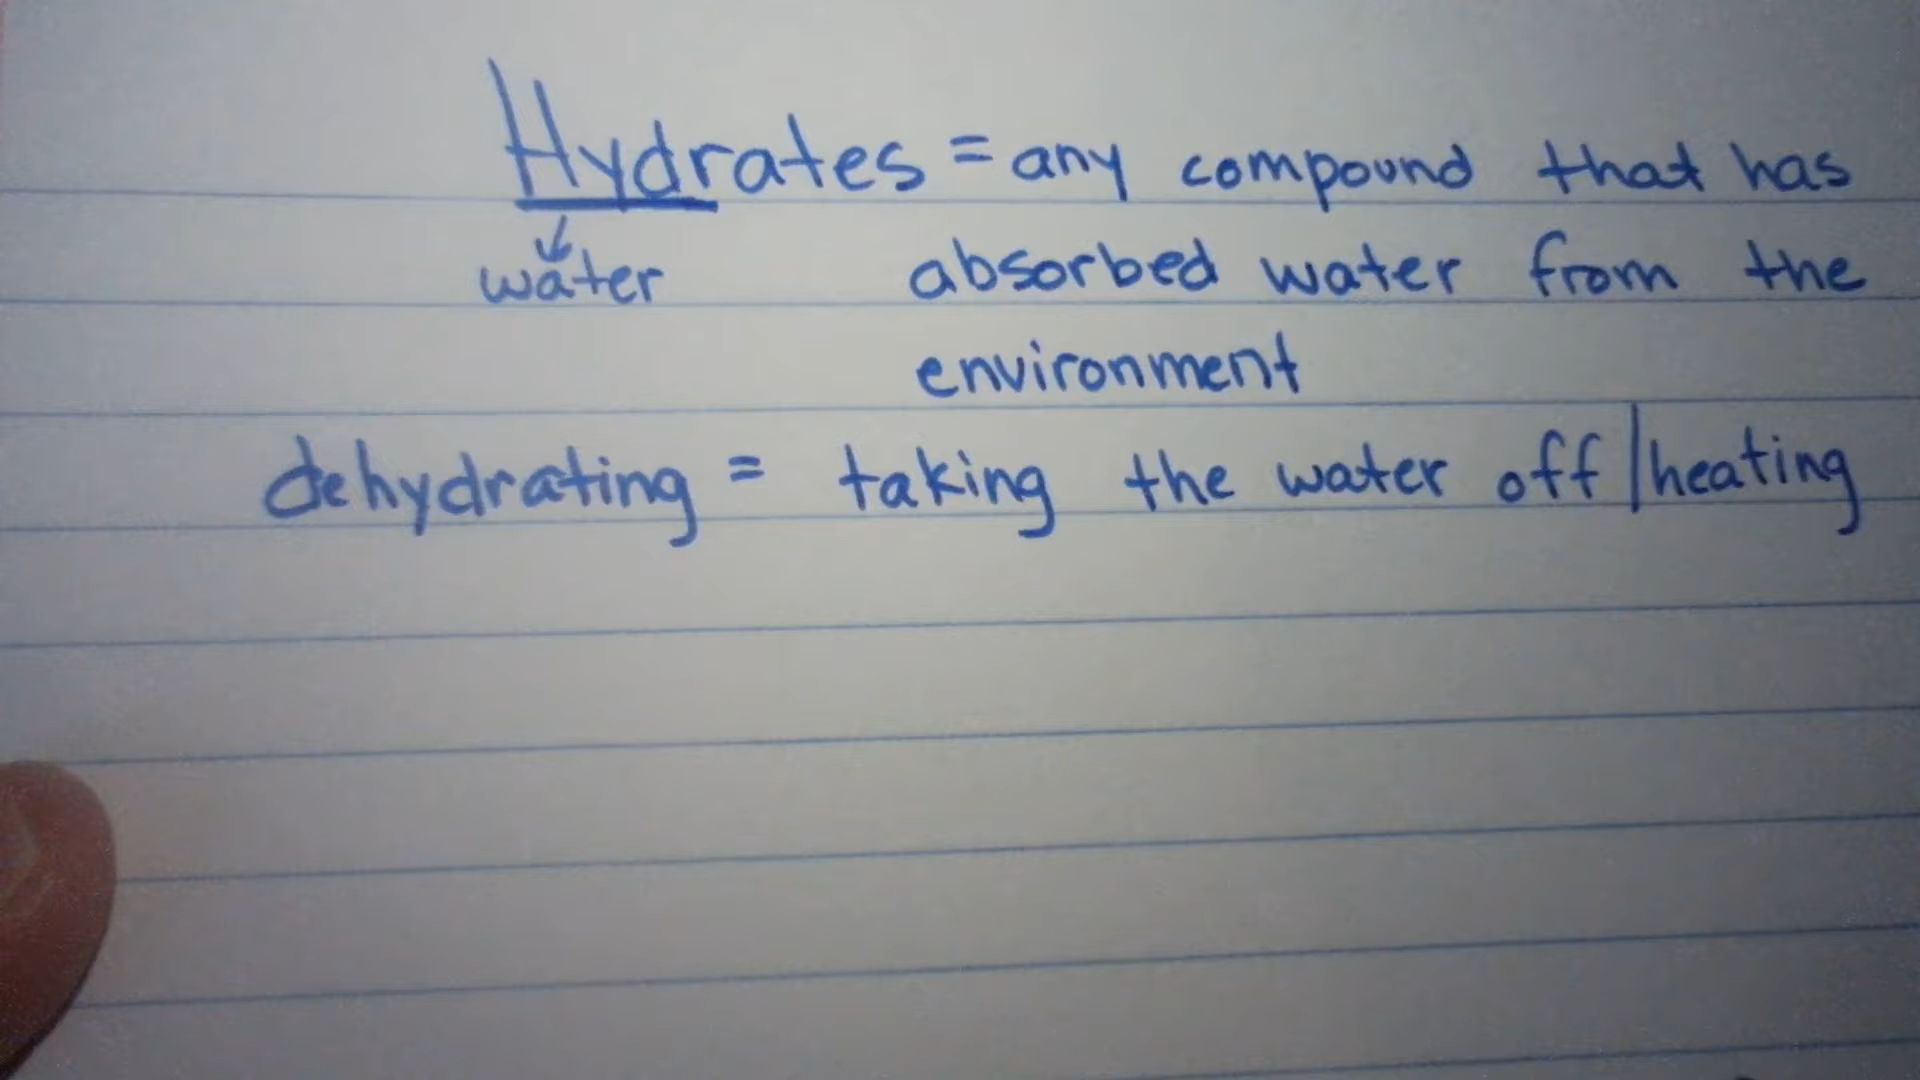 Hydrates = any compound that has
water absorbed water from the
environment
dehydrating = taking the water off/heating